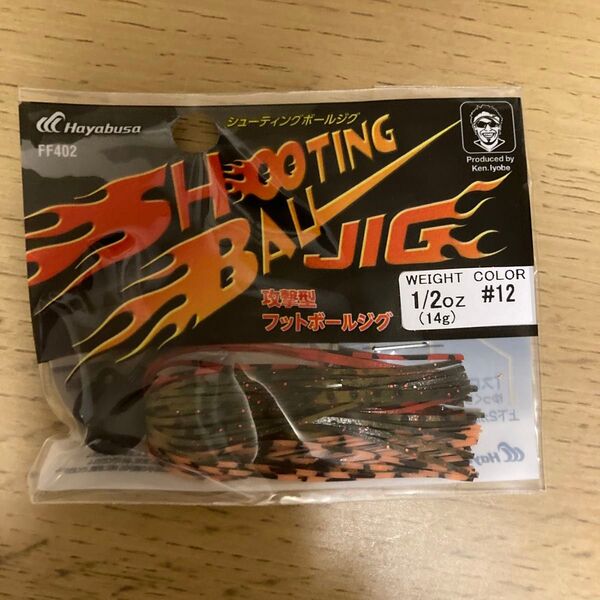 Hayabusa
FF402
シューティングボールジグ
SHOOTING
BALL JIG
Produced by
Ken.Iyobe
攻撃型
フットボールジグ
WEIGHT COLOR
1/2oz #12
(14g)